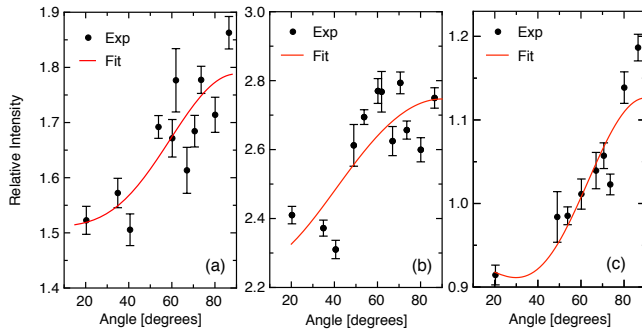 Relative Intensity
1.9
1.8
1.7
1.6
1.5
1.4
Exp
Fit
(a)
20 40 60 80
Angle [degrees]
3.0
2.8
2.6
2.4
2.2
Exp
Fit
(b)
20 40 60 80
Angle [degrees]
1.2
1.1
1.0
0.9
Exp
Fit
(c)
20 40 60 80
Angle [degrees]